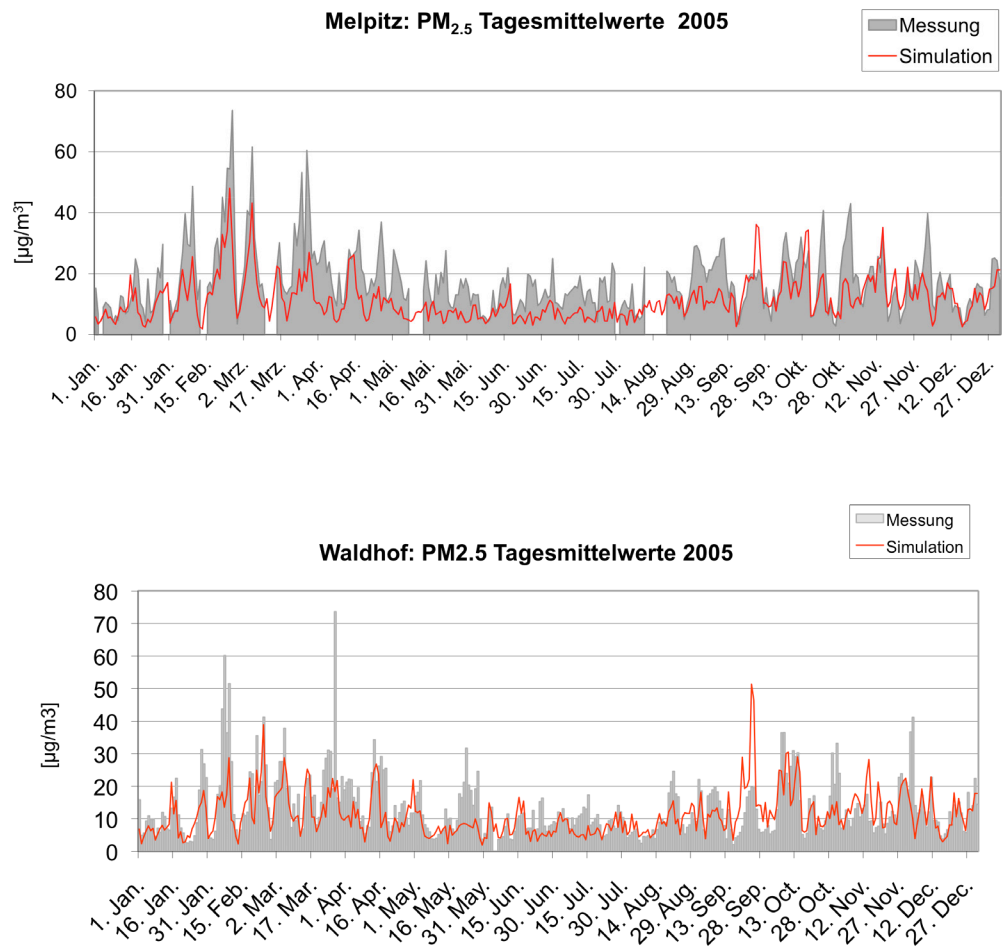 Melpitz: PM2.5 Tagesmittelwerte 2005
Messung
Simulation
80
60
40
20
0
[µg/m³]
1. Jan.
16. Jan.
31. Jan.
15. Feb.
2. Mrz.
17. Mrz.
1. Apr.
16. Apr.
1. Mai
16. Mai
31. Mai.
15. Jun.
30. Jun.
15. Jul.
30. Jul.
14. Aug.
29. Aug.
13. Sep.
28. Sep.
13. Okt.
28. Okt.
12. Nov.
27. Nov.
12. Dez.
27. Dez.
Messung
Simulation
Waldhof: PM2.5 Tagesmittelwerte 2005
80
70
60
50
40
30
20
10
0
[µg/m3]
1. Jan.
16. Jan.
31. Jan.
15. Feb.
2. Mar.
17. Mar.
1. Apr.
16. Apr.
1. May.
16. May.
31. May.
15. Jun.
30. Jun.
15. Jul.
30. Jul.
14. Aug.
29. Aug.
13. Sep.
28. Sep.
13. Oct.
28. Oct.
12. Nov.
27. Nov.
12. Dec.
27. Dec.